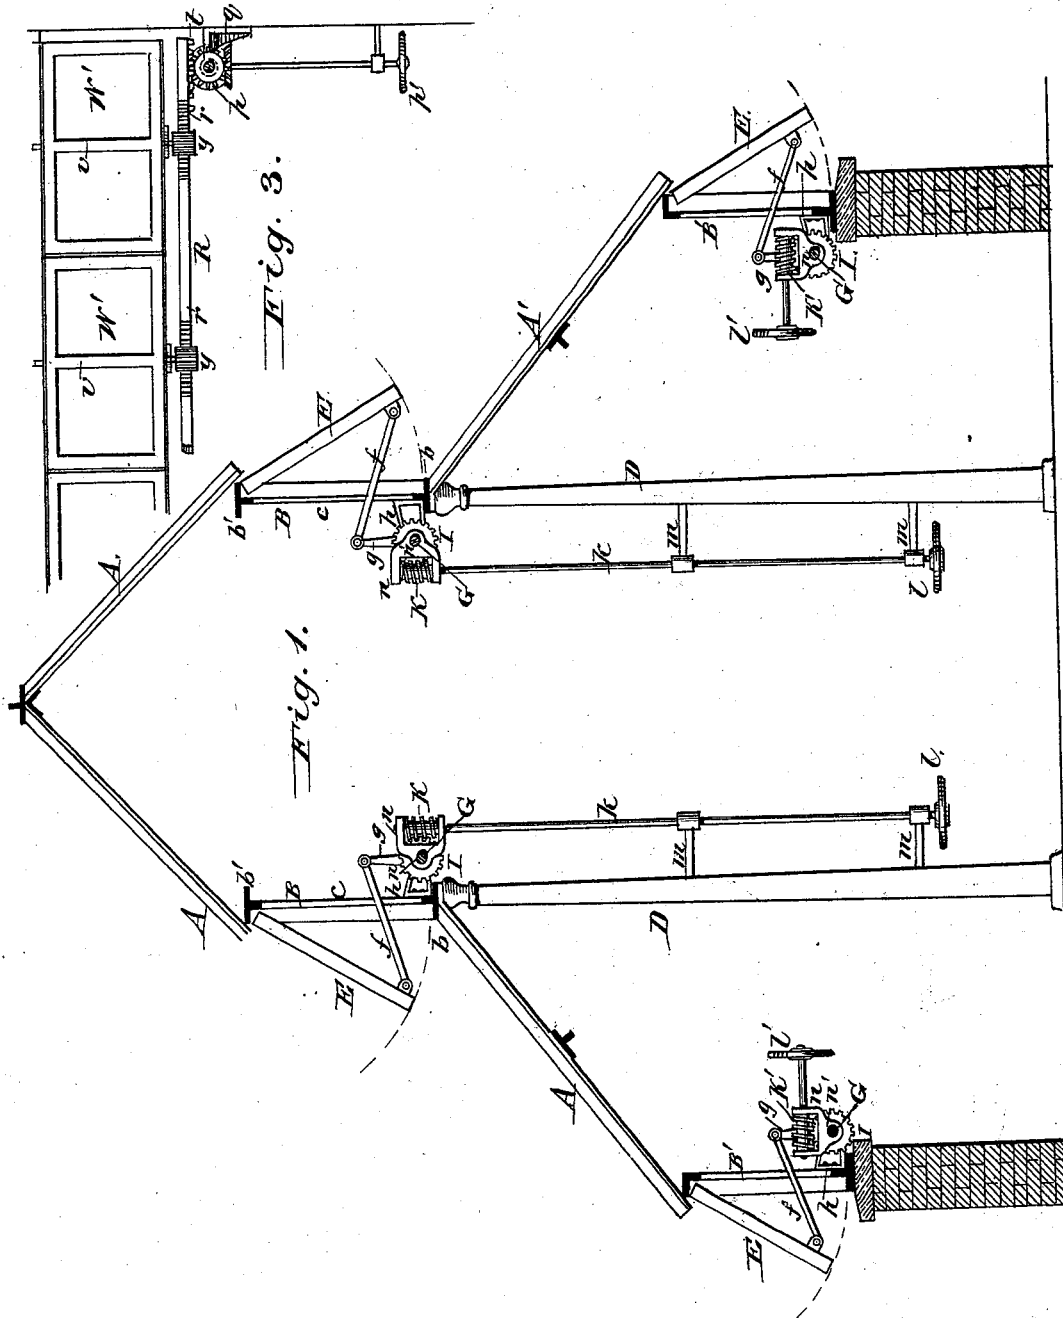 Fig. 3.
W'
v
W'
v
t
q
r
p
y
R
r
y
p'
Fig. 1.
A
A
b'
b'
B
B
c
c
E
E
f
f
b
b
g
g
h
h
n
n
K
K
G
G
I
I
k
k
m
m
m
m
l
l
D
D
A
A'
B'
B'
E
E
f
f
g
g
h
h
K'
K'
n'
n'
G'
G
I
I
l'
l'